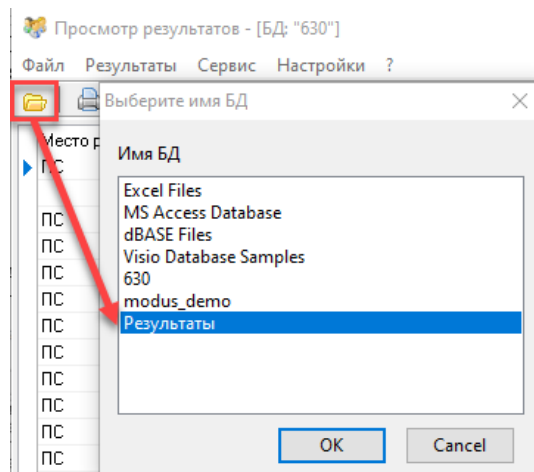 Просмотр результатов - [БД: "630"]
Файл Результаты Сервис Настройки ?
Выберите имя БД
Место р
ПС
Имя БД
Excel Files
MS Access Database
dBASE Files
Visio Database Samples
630
modus_demo
Результаты
ПС
ПС
ПС
ПС
ПС
ПС
ПС
ПС
ПС
ПС
OK Cancel